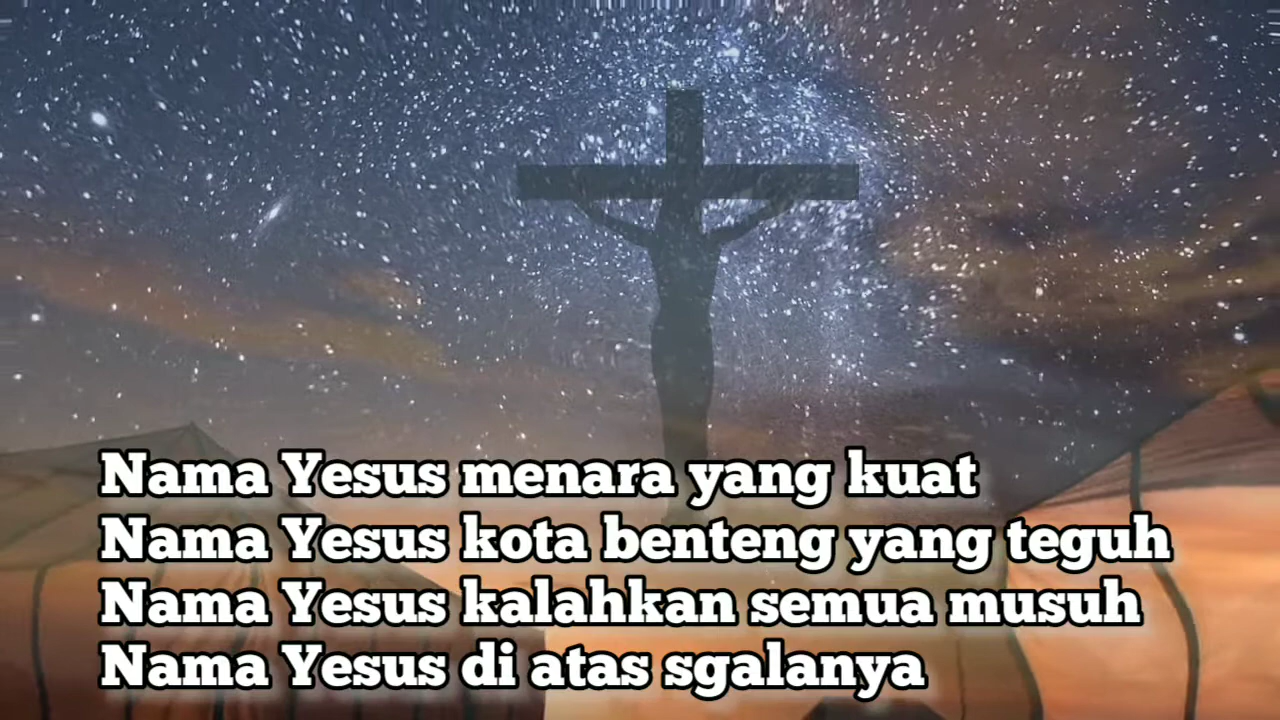 Nama Yesus menara yang kuat
Nama Yesus kota benteng yang teguh
Nama Yesus kalahkan semua musuh
Nama Yesus di atas sgalanya